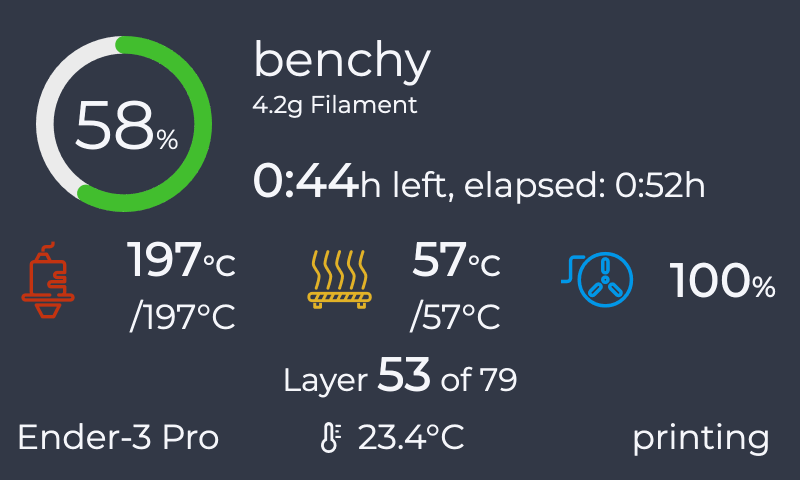 58%
benchy
4.2g Filament
0:44h left, elapsed: 0:52h
197°C
/197°C
57°C
/57°C
100%
Layer 53 of 79
Ender-3 Pro
23.4°C
printing